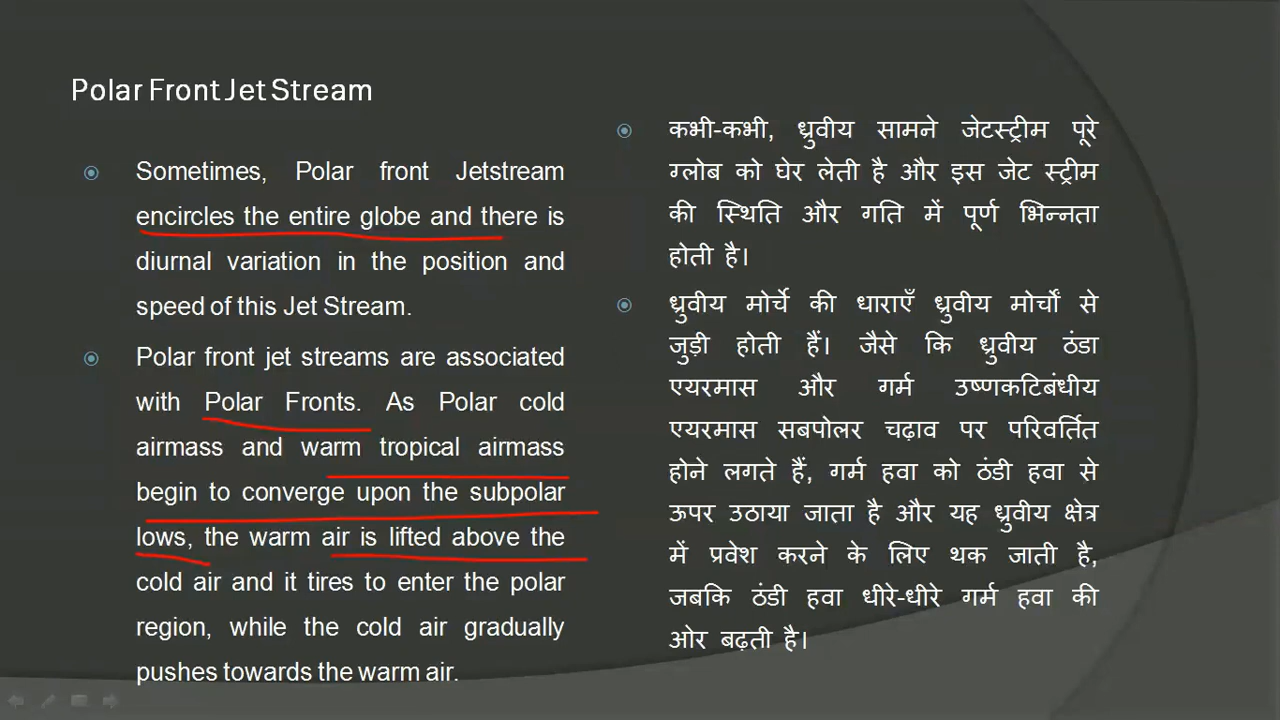 Polar Front Jet Stream
Sometimes, Polar front Jetstream
encircles the entire globe and there is
diurnal variation in the position and
speed of this Jet Stream.
Polar front jet streams are associated
with Polar Fronts. As Polar cold
airmass and warm tropical airmass
begin to converge upon the subpolar
lows, the warm air is lifted above the
cold air and it tires to enter the polar
region, while the cold air gradually
pushes towards the warm air.
कभी-कभी, ध्रुवीय सामने जेटस्ट्रीम पूरे
ग्लोब को घेर लेती है और इस जेट स्ट्रीम
की स्थिति और गति में पूर्ण भिन्नता
होती है।
ध्रुवीय मोर्चे की धाराएँ ध्रुवीय मोर्चों से
जुड़ी होती हैं। जैसे कि ध्रुवीय ठंडा
एयरमास और गर्म उष्णकटिबंधीय
एयरमास सबपोलर चढ़ाव पर परिवर्तित
होने लगते हैं, गर्म हवा को ठंडी हवा से
ऊपर उठाया जाता है और यह ध्रुवीय क्षेत्र
में प्रवेश करने के लिए थक जाती है,
जबकि ठंडी हवा धीरे-धीरे गर्म हवा की
ओर बढ़ती है।